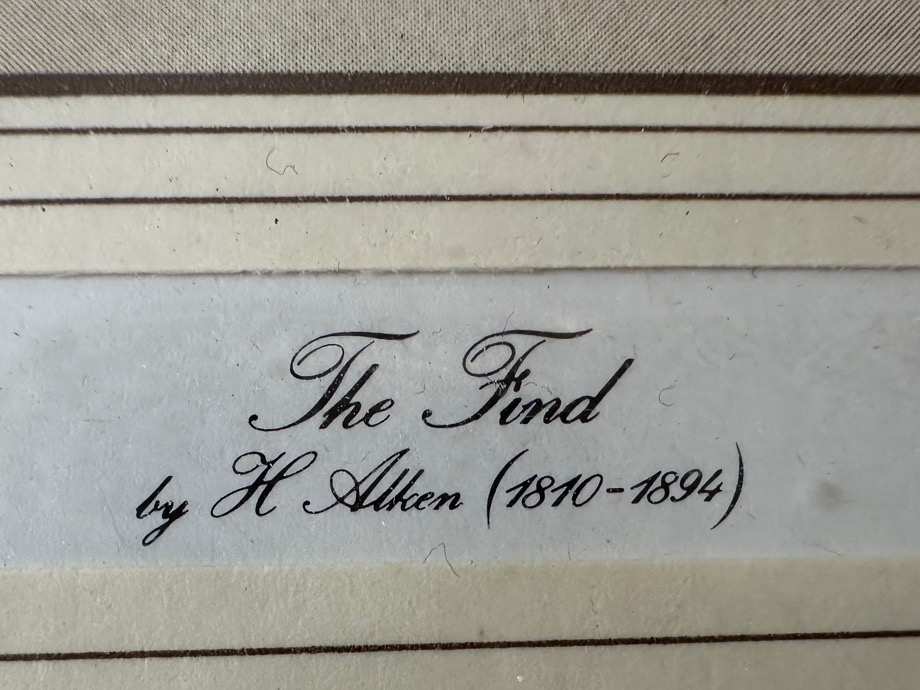 The Find
by H Alken (1810-1894)